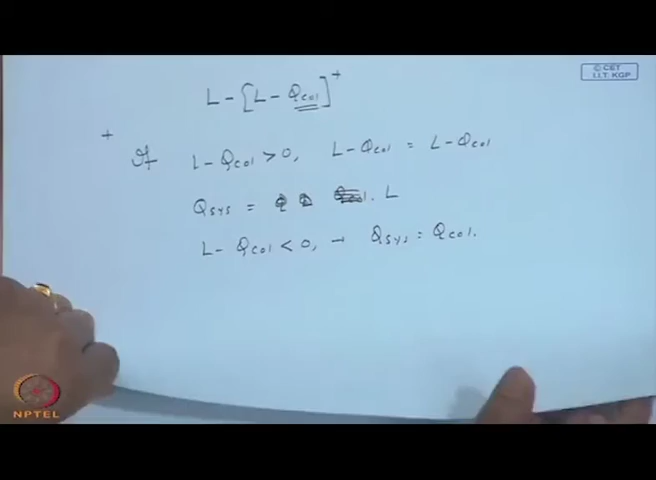 © CET
I.I.T. KGP
L - [L - Qcol]+
+
If L - Qcol > 0, L - Qcol = L - Qcol
Qsys = L
L - Qcol < 0, → Qsys = Qcol.
NPTEL